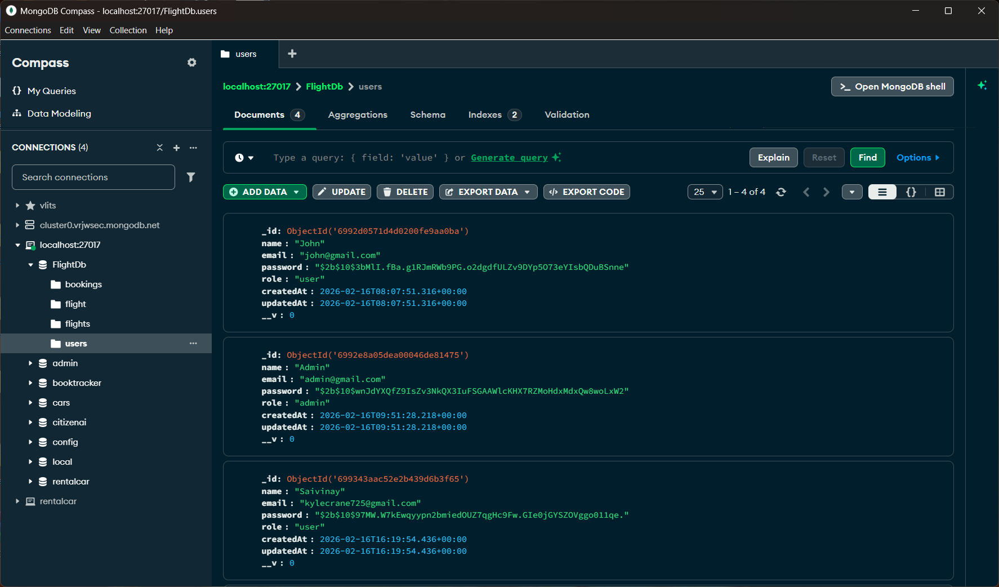 MongoDB Compass - localhost:27017/FlightDb.users
Connections Edit View Collection Help
Compass
My Queries
Data Modeling
CONNECTIONS (4)
Search connections
vlits
cluster0.vrjwsec.mongodb.net
localhost:27017
FlightDb
bookings
flight
flights
users
admin
booktracker
cars
citizenai
config
local
rentalcar
rentalcar
users
localhost:27017 > FlightDb > users
>_ Open MongoDB shell
Documents 4 Aggregations Schema Indexes 2 Validation
Type a query: { field: 'value' } or Generate query
Explain Reset Find Options
ADD DATA UPDATE DELETE EXPORT DATA EXPORT CODE
25 1 – 4 of 4
_id: ObjectId('6992d0571d4d0200fe9aa0ba')
name : "John"
email : "john@gmail.com"
password : "$2b$10$3bMlI.fBa.g1RJmRWb9PG.o2dgdfULZv9DYp5O73eYIsbQDuBSnne"
role : "user"
createdAt : 2026-02-16T08:07:51.316+00:00
updatedAt : 2026-02-16T08:07:51.316+00:00
__v : 0
_id: ObjectId('6992e8a05dea00046de81475')
name : "Admin"
email : "admin@gmail.com"
password : "$2b$10$wnJdYXQfZ9IsZv3NkQX3IuFSGAAWlcKHX7RZMoHdxMdxQw8woLxW2"
role : "admin"
createdAt : 2026-02-16T09:51:28.218+00:00
updatedAt : 2026-02-16T09:51:28.218+00:00
__v : 0
_id: ObjectId('699343aac52e2b439d6b3f65')
name : "Saivinay"
email : "kylecrane725@gmail.com"
password : "$2b$10$97MW.W7kEwqyypn2bmiedOUZ7qgHc9Fw.GIe0jGYSZOVggo011qe."
role : "user"
createdAt : 2026-02-16T16:19:54.436+00:00
updatedAt : 2026-02-16T16:19:54.436+00:00
__v : 0